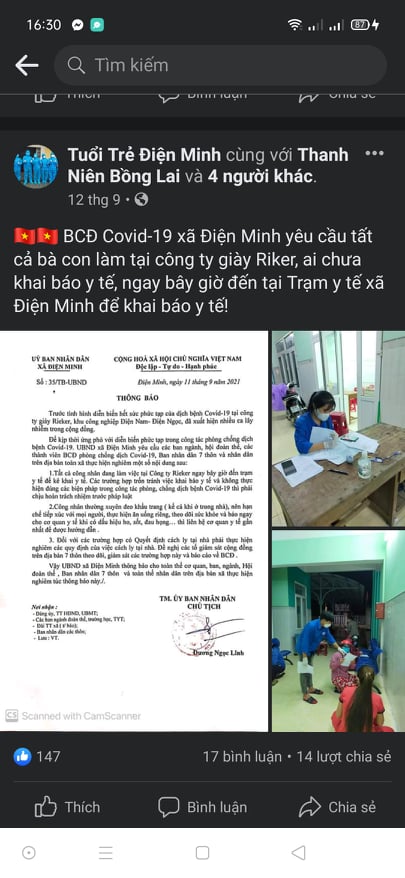 16:30
87
Tìm kiếm
Thích
Bình luận
Chia sẻ
Tuổi Trẻ Điện Minh cùng với Thanh
Niên Bồng Lai và 4 người khác.
12 thg 9
🇻🇳🇻🇳 BCĐ Covid-19 xã Điện Minh yêu cầu tất
cả bà con làm tại công ty giày Riker, ai chưa
khai báo y tế, ngay bây giờ đến tại Trạm y tế xã
Điện Minh để khai báo y tế!
ỦY BAN NHÂN DÂN
XÃ ĐIỆN MINH
CỘNG HOÀ XÃ HỘI CHỦ NGHĨA VIỆT NAM
Độc lập - Tự do - Hạnh phúc
Số : 35/TB-UBND
Điện Minh, ngày 11 tháng 9 năm 2021
THÔNG BÁO
Trước tình hình diễn biến hết sức phức tạp của dịch bệnh Covid-19 tại công
ty giày Rieker, khu công nghiệp Điện Nam- Điện Ngọc, đã xuất hiện nhiều ca lây
nhiễm trong cộng đồng.
Để kịp thời ứng phó với diễn biến phức tạp trong công tác phòng chống dịch
bệnh Covid-19. UBND xã Điện Minh yêu cầu các ban ngành, hội đoàn thể, các
thành viên BCĐ phòng chống dịch Covid-19, Ban nhân dân 7 thôn và nhân dân
trên địa bàn toàn xã thực hiện nghiêm một số nội dung sau:
1.Tất cả công nhân đang làm việc tại Công ty Rieker ngay bây giờ đến trạm
y tế để kê khai y tế. Các trường hợp trốn tránh việc khai báo y tế và không thực
hiện đúng các biện pháp trong công tác phòng, chống dịch bệnh Covid-19 thì phải
chịu hoàn trách nhiệm trước pháp luật
2.Công nhân thường xuyên đeo khẩu trang ( kể cả khi ở trong nhà), nên hạn
chế tiếp xúc với mọi người, thực hiện ăn uống riêng, theo dõi sức khỏe và báo ngay
cho cơ quan y tế khi có dấu hiệu ho, sốt, đau họng... thì liên hệ cơ quan y tế gần
nhất để được hướng dẫn .
3. Đối với các trường hợp có Quyết định cách ly tại nhà phải thực hiện
nghiêm các quy định của việc cách ly tại nhà. Đề nghị các tổ giám sát cộng đồng
trên địa bàn 7 thôn theo dõi, giám sát các trường hợp này và báo cáo về BCĐ .
Vậy UBND xã Điện Minh thông báo cho toàn thể cơ quan, ban, ngành, Hội
đoàn thể , Ban nhân dân 7 thôn và toàn thể nhân dân trên địa bàn xã thực hiện
nghiêm túc thông báo này./.
Nơi nhận :
- Đảng ủy, TT HĐND, UBMT;
- Các ban ngành đoàn thể, trường học, TYT;
- Đài TT xã ( t/ báo);
- Ban nhân dân các thôn;
- Lưu: VT.
TM. ỦY BAN NHÂN DÂN
CHỦ TỊCH
Dương Ngọc Linh
CS Scanned with CamScanner
147
17 bình luận • 14 lượt chia sẻ
Thích
Bình luận
Chia sẻ